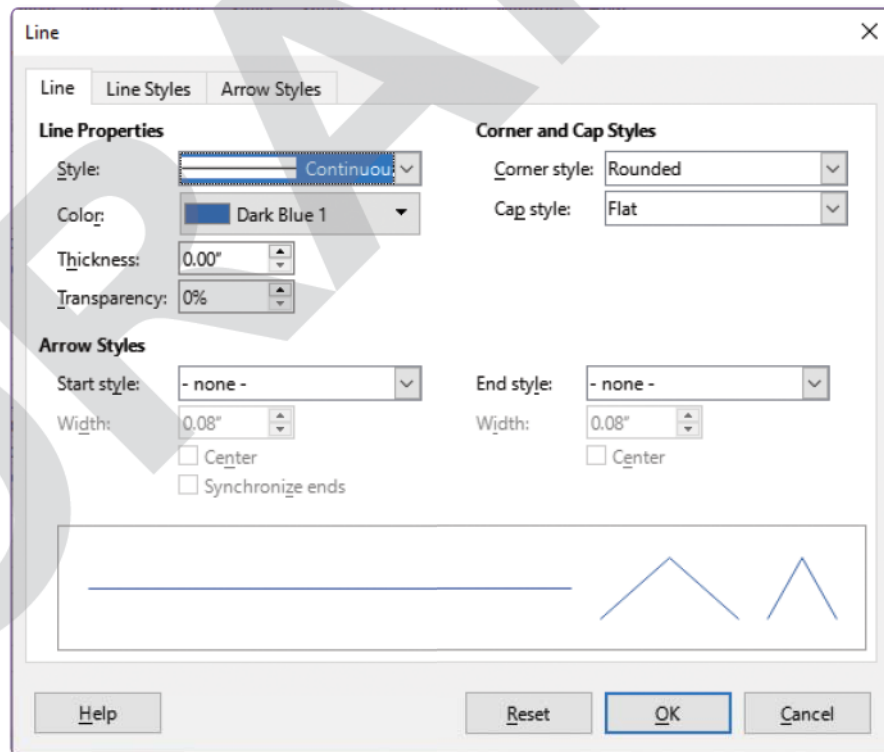 Line
Line Line Styles Arrow Styles
Line Properties
Style: Continuou
Color: Dark Blue 1
Thickness: 0.00"
Transparency: 0%
Corner and Cap Styles
Corner style: Rounded
Cap style: Flat
Arrow Styles
Start style: - none -
Width: 0.08"
Center
Synchronize ends
End style: - none -
Width: 0.08"
Center
Help Reset OK Cancel